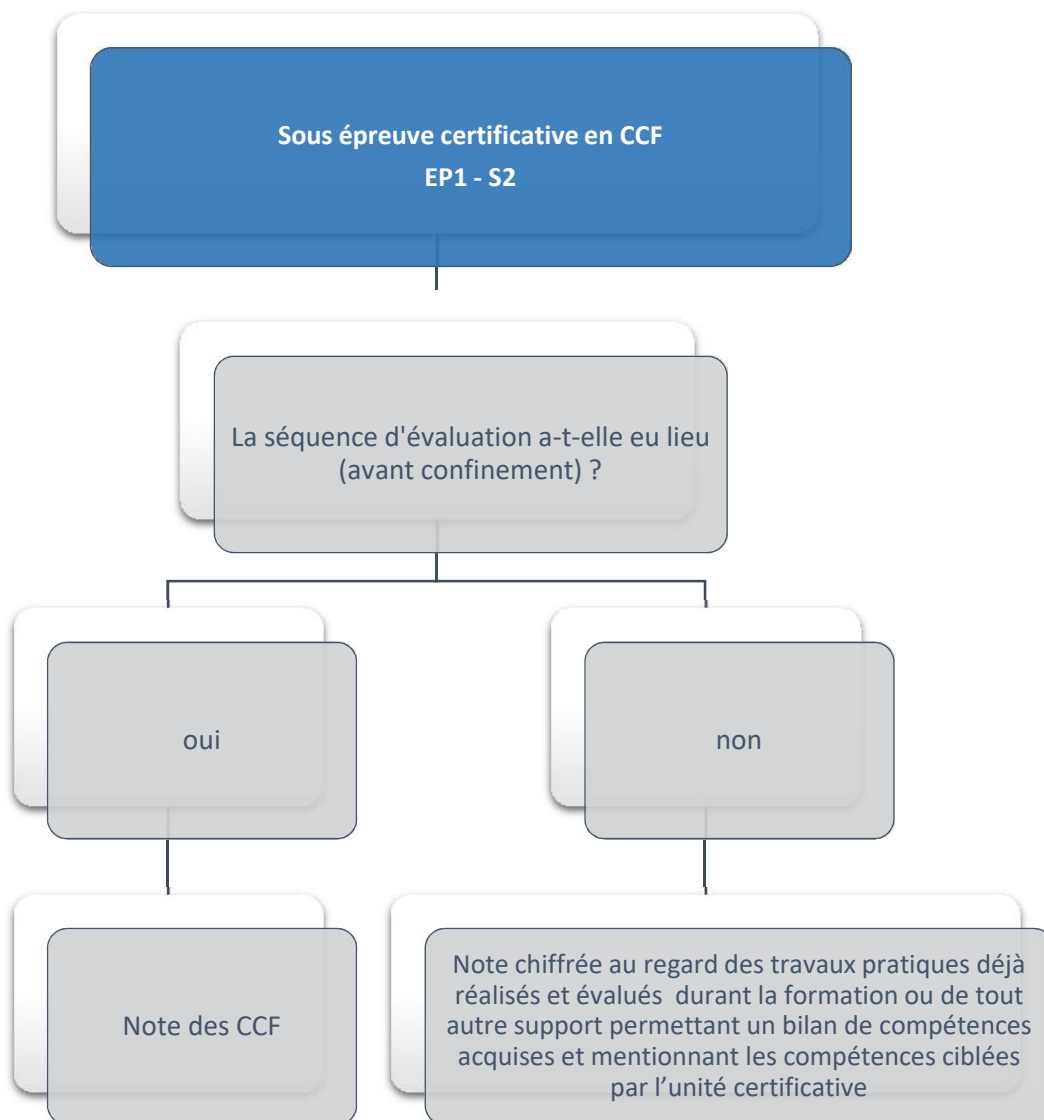 Sous épreuve certificative en CCF
EP1 - S2
La séquence d'évaluation a-t-elle eu lieu
(avant confinement) ?
oui
non
Note des CCF
Note chiffrée au regard des travaux pratiques déjà
réalisés et évalués durant la formation ou de tout
autre support permettant un bilan de compétences
acquises et mentionnant les compétences ciblées
par l’unité certificative